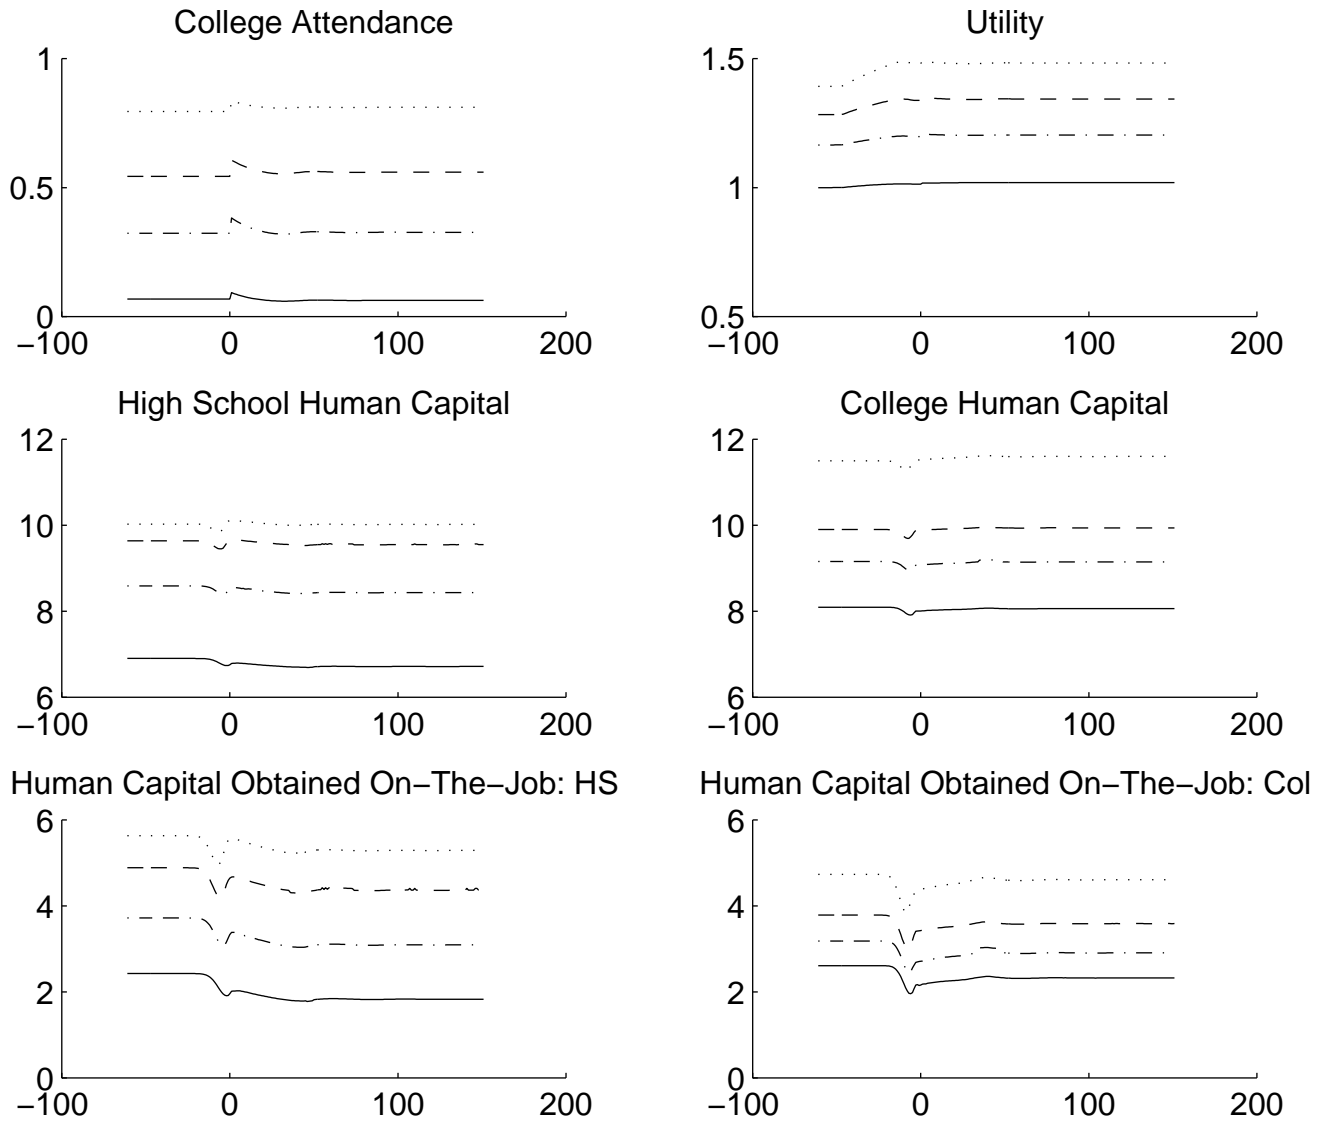 College Attendance
1
0.5
0
−100 0 100 200
Utility
1.5
1
0.5
−100 0 100 200
High School Human Capital
12
10
8
6
−100 0 100 200
College Human Capital
12
10
8
6
−100 0 100 200
Human Capital Obtained On−The−Job: HS
6
4
2
0
−100 0 100 200
Human Capital Obtained On−The−Job: Col
6
4
2
0
−100 0 100 200